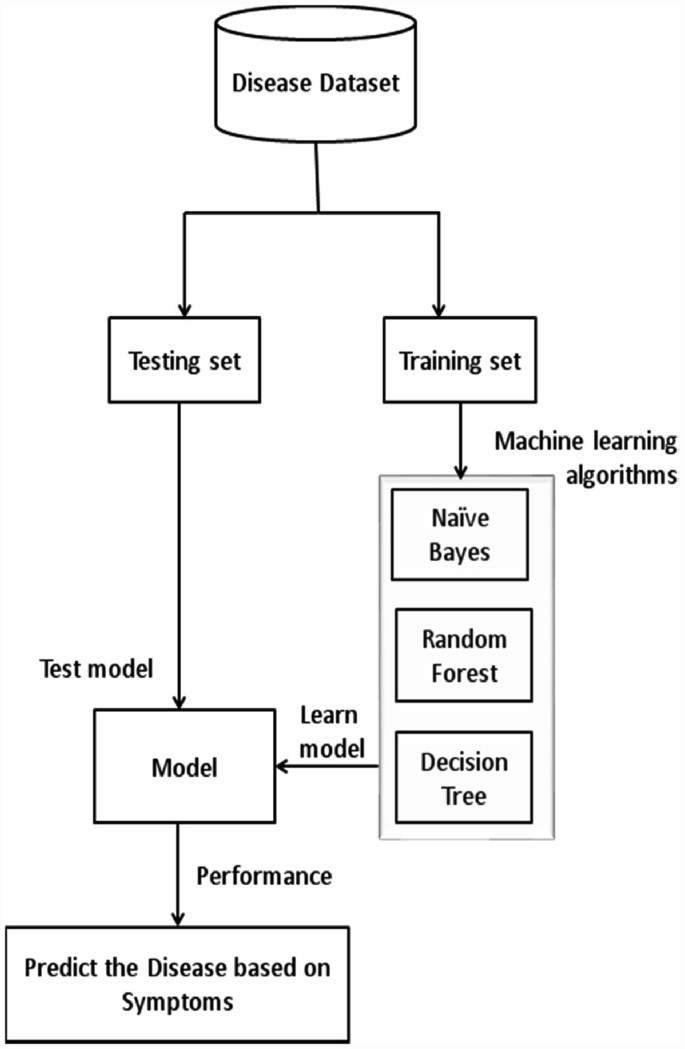 Disease Dataset
Testing set
Training set
Machine learning
algorithms
Naïve
Bayes
Random
Forest
Decision
Tree
Test model
Learn
model
Model
Performance
Predict the Disease based on
Symptoms